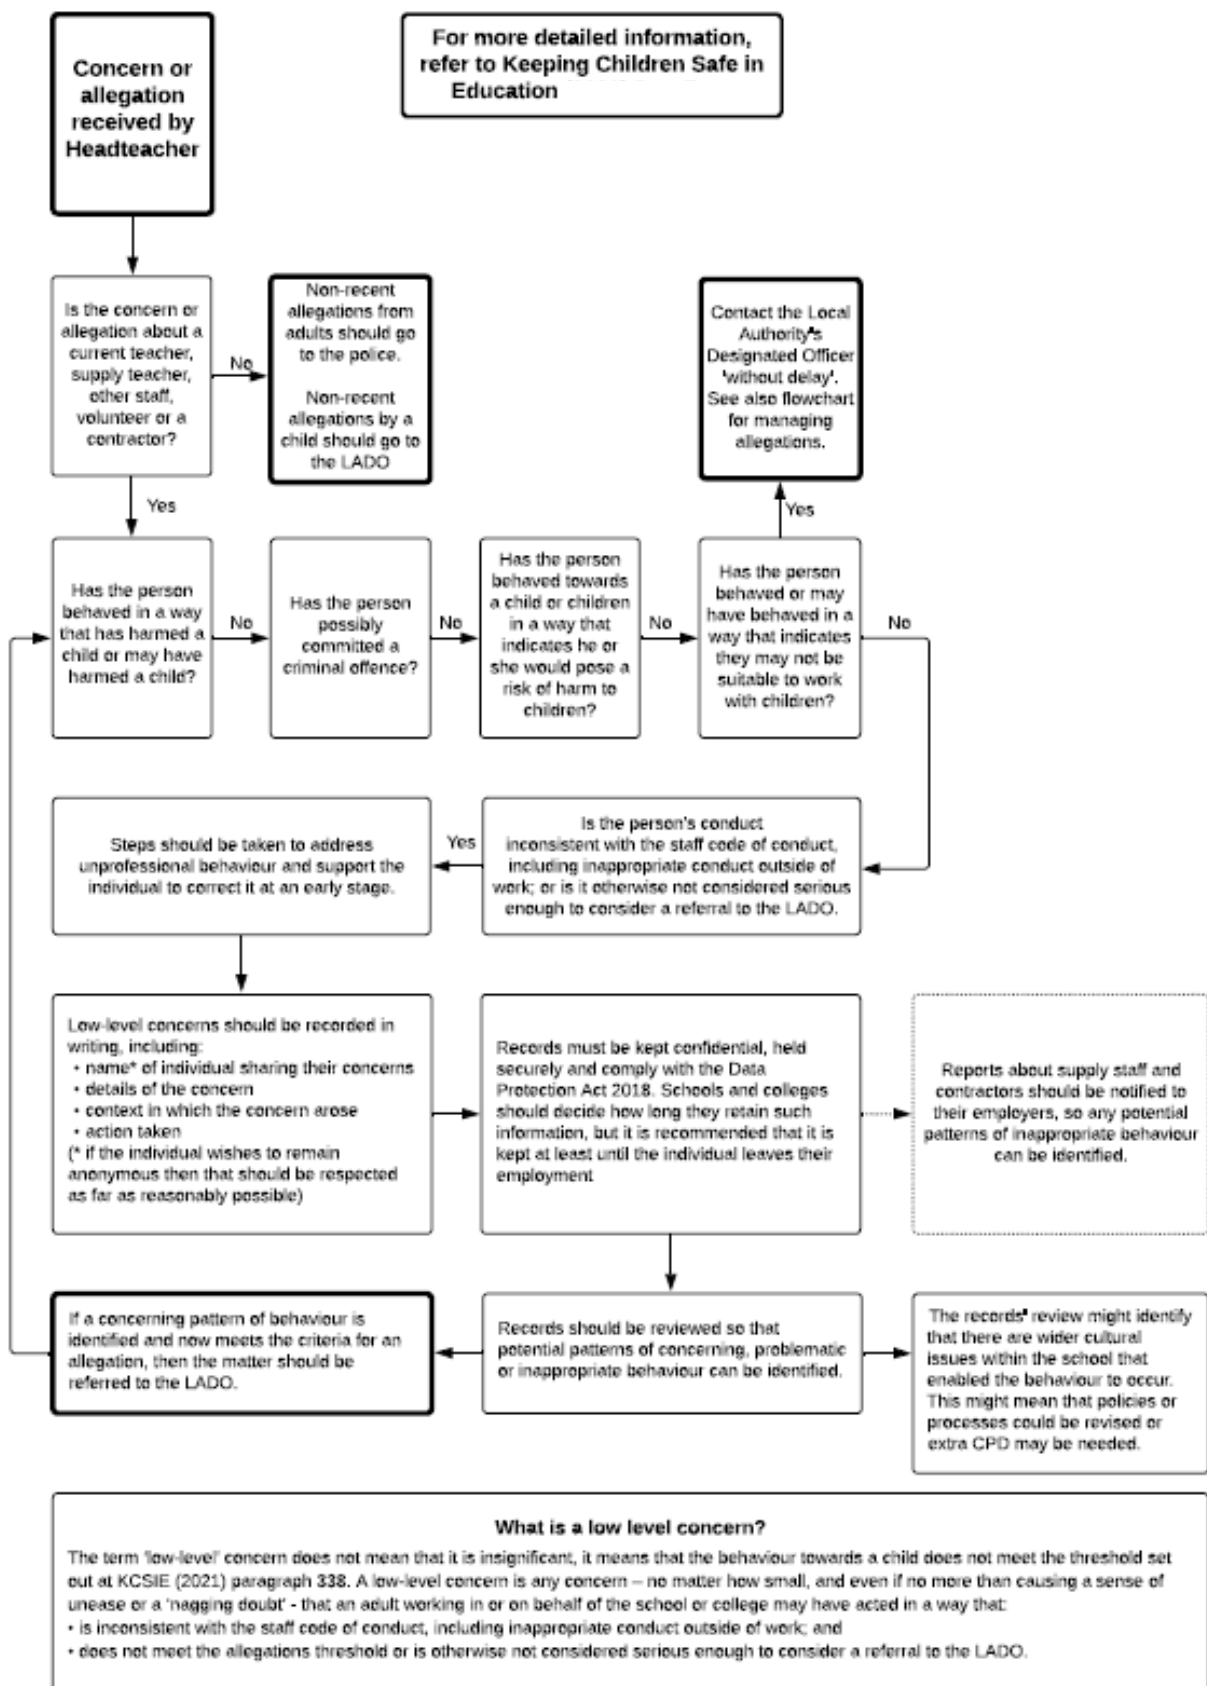 Concern or
allegation
received by
Headteacher
For more detailed information,
refer to Keeping Children Safe in
Education
Is the concern or
allegation about a
current teacher,
supply teacher,
other staff,
volunteer or a
contractor?
No
Non-recent
allegations from
adults should go
to the police.
Non-recent
allegations by a
child should go to
the LADO
Contact the Local
Authority's
Designated Officer
'without delay'.
See also flowchart
for managing
allegations.
Yes
Yes
Has the person
behaved in a way
that has harmed a
child or may have
harmed a child?
No
Has the person
possibly
committed a
criminal offence?
No
Has the person
behaved towards
a child or children
in a way that
indicates he or
she would pose a
risk of harm to
children?
No
Has the person
behaved or may
have behaved in a
way that indicates
they may not be
suitable to work
with children?
No
Steps should be taken to address
unprofessional behaviour and support the
individual to correct it at an early stage.
Yes
Is the person's conduct
inconsistent with the staff code of conduct,
including inappropriate conduct outside of
work; or is it otherwise not considered serious
enough to consider a referral to the LADO.
Low-level concerns should be recorded in
writing, including:
• name* of individual sharing their concerns
• details of the concern
• context in which the concern arose
• action taken
(* if the individual wishes to remain
anonymous then that should be respected
as far as reasonably possible)
Records must be kept confidential, held
securely and comply with the Data
Protection Act 2018. Schools and colleges
should decide how long they retain such
information, but it is recommended that it is
kept at least until the individual leaves their
employment
Reports about supply staff and
contractors should be notified to
their employers, so any potential
patterns of inappropriate behaviour
can be identified.
If a concerning pattern of behaviour is
identified and now meets the criteria for an
allegation, then the matter should be
referred to the LADO.
Records should be reviewed so that
potential patterns of concerning, problematic
or inappropriate behaviour can be identified.
The records' review might identify
that there are wider cultural
issues within the school that
enabled the behaviour to occur.
This might mean that policies or
processes could be revised or
extra CPD may be needed.
What is a low level concern?
The term 'low-level' concern does not mean that it is insignificant, it means that the behaviour towards a child does not meet the threshold set
out at KCSIE (2021) paragraph 338. A low-level concern is any concern – no matter how small, and even if no more than causing a sense of
unease or a 'nagging doubt' - that an adult working in or on behalf of the school or college may have acted in a way that:
• is inconsistent with the staff code of conduct, including inappropriate conduct outside of work; and
• does not meet the allegations threshold or is otherwise not considered serious enough to consider a referral to the LADO.